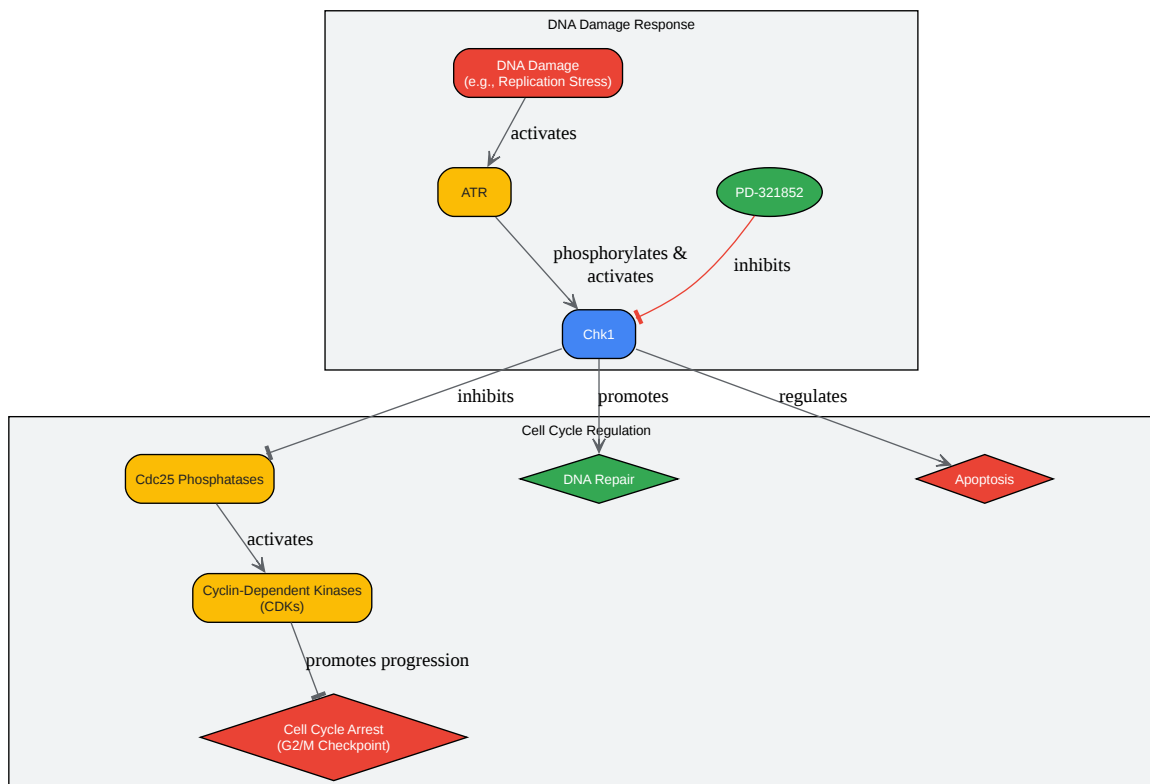 DNA Damage Response
DNA Damage
(e.g., Replication Stress)
activates
ATR
PD-321852
phosphorylates &
activates
inhibits
Chk1
inhibits
promotes
regulates
Cell Cycle Regulation
Cdc25 Phosphatases
DNA Repair
Apoptosis
activates
Cyclin-Dependent Kinases
(CDKs)
promotes progression
Cell Cycle Arrest
(G2/M Checkpoint)